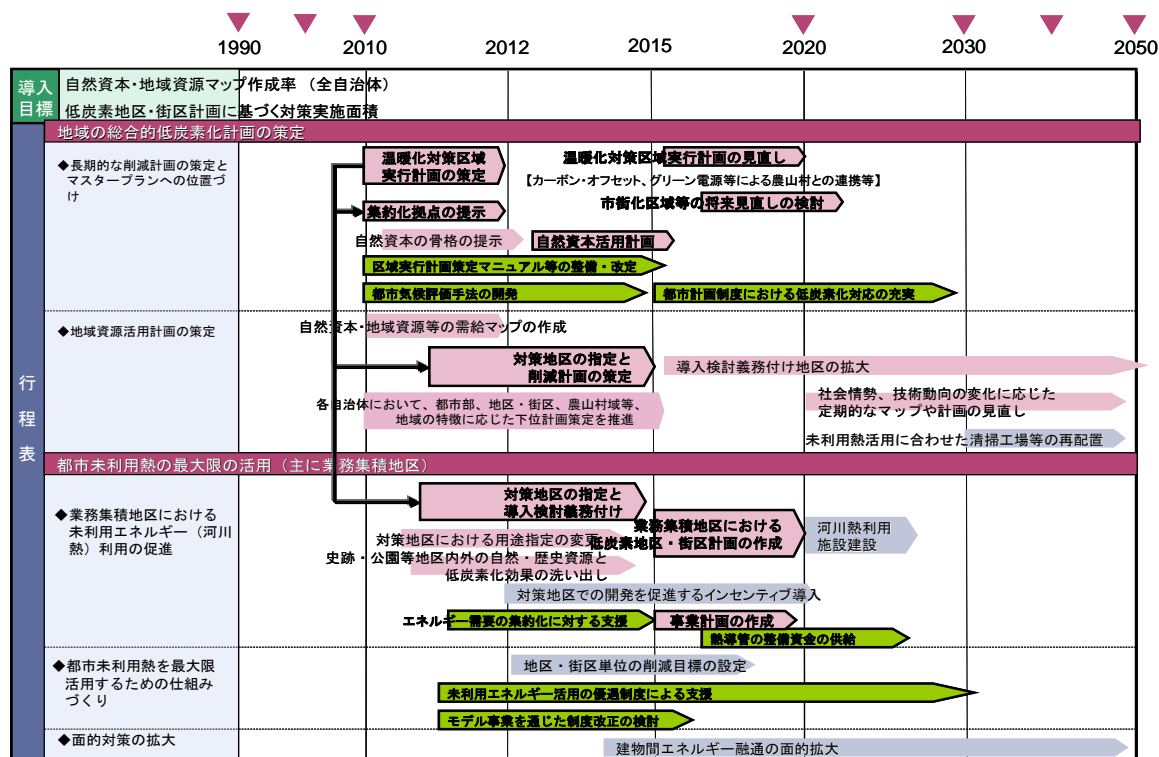 1990 2010 2012 2015 2020 2030 2050
導入
目標
自然資本・地域資源マップ作成率 （全自治体）
低炭素地区・街区計画に基づく対策実施面積
行程表
地域の総合的低炭素化計画の策定
◆長期的な削減計画の策定と
マスタープランへの位置づ
け
温暖化対策区域
実行計画の策定
温暖化対策区域実行計画の見直し
【カーボン・オフセット、グリーン電源等による農山村との連携等】
市街化区域等の将来見直しの検討
集約化拠点の提示
自然資本の骨格の提示
自然資本活用計画
区域実行計画策定マニュアル等の整備・改定
都市気候評価手法の開発
都市計画制度における低炭素化対応の充実
◆地域資源活用計画の策定
自然資本・地域資源等の需給マップの作成
対策地区の指定と
削減計画の策定
導入検討義務付け地区の拡大
各自治体において、都市部、地区・街区、農山村域等、
地域の特徴に応じた下位計画策定を推進
社会情勢、技術動向の変化に応じた
定期的なマップや計画の見直し
未利用熱活用に合わせた清掃工場等の再配置
都市未利用熱の最大限の活用（主に業務集積地区）
◆業務集積地区における
未利用エネルギー（河川
熱）利用の促進
対策地区の指定と
導入検討義務付け
業務集積地区における
低炭素地区・街区計画の作成
河川熱利用
施設建設
対策地区における用途指定の変更
史跡・公園等地区内外の自然・歴史資源と
低炭素化効果の洗い出し
対策地区での開発を促進するインセンティブ導入
エネルギー需要の集約化に対する支援
事業計画の作成
熱導管の整備資金の供給
◆都市未利用熱を最大限
活用するための仕組み
づくり
地区・街区単位の削減目標の設定
未利用エネルギー活用の優遇制度による支援
モデル事業を通じた制度改正の検討
◆面的対策の拡大
建物間エネルギー融通の面的拡大